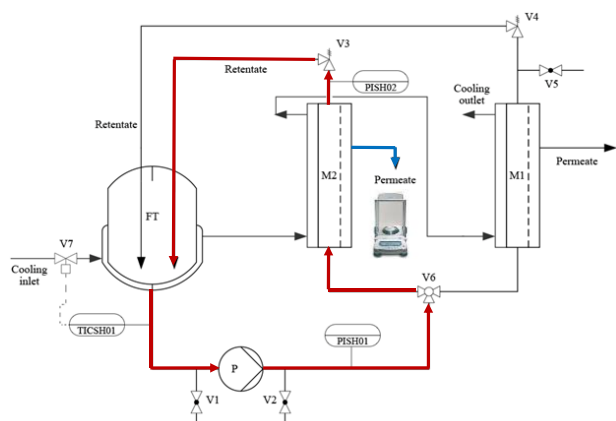 V4
V3
Retentate
PISH02
V5
Cooling
outlet
Retentate
M2
M1
Permeate
Permeate
FT
V7
Cooling
inlet
V6
TICSH01
PISH01
P
V1
V2